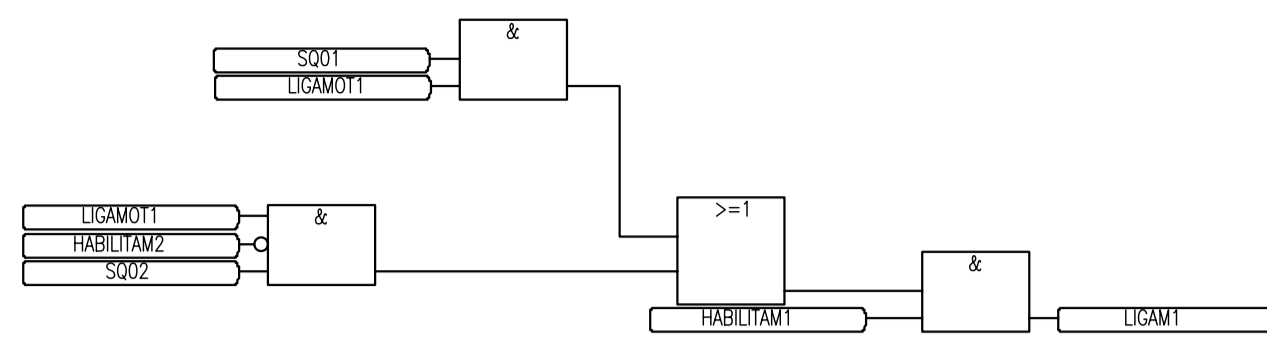 &
SQ01
LIGAMOT1
LIGAMOT1
&
HABILITAM2
SQ02
>=1
&
HABILITAM1
LIGAM1